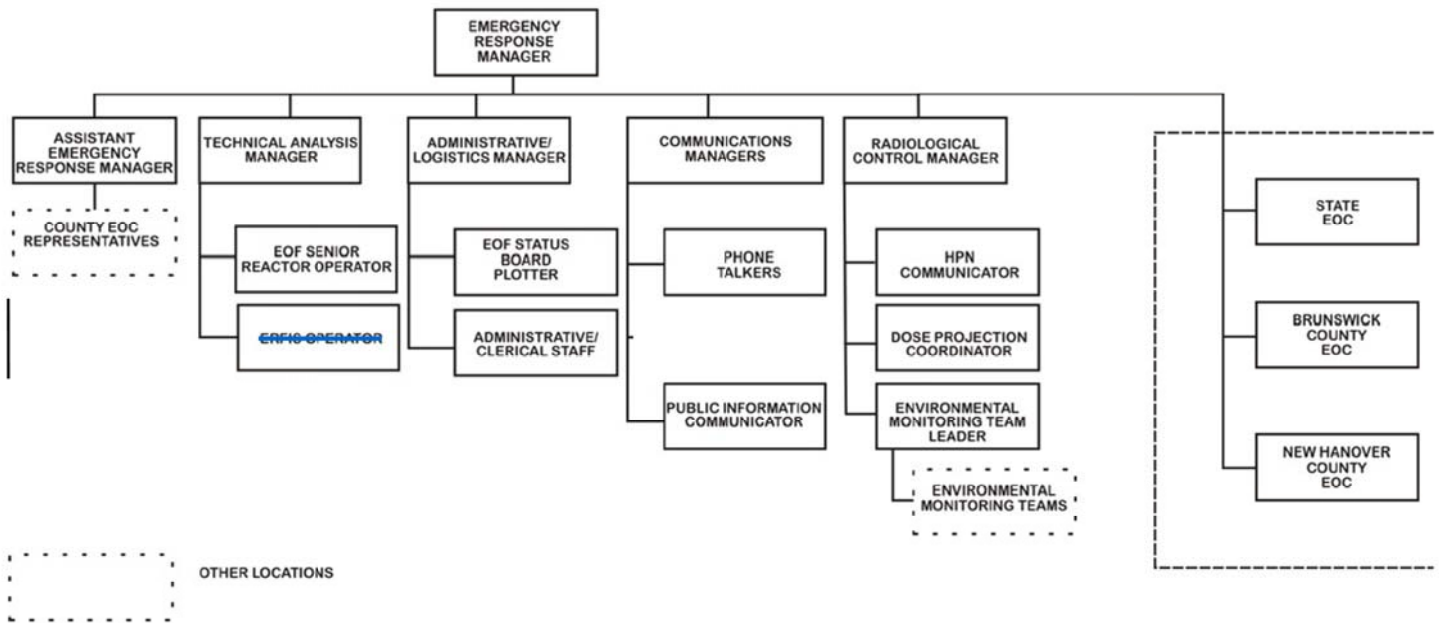 EMERGENCY
RESPONSE
MANAGER
ASSISTANT
EMERGENCY
RESPONSE MANAGER
TECHNICAL ANALYSIS
MANAGER
ADMINISTRATIVE/
LOGISTICS MANAGER
COMMUNICATIONS
MANAGERS
RADIOLOGICAL
CONTROL MANAGER
COUNTY EOC
REPRESENTATIVES
EOF SENIOR
REACTOR OPERATOR
ERFIS OPERATOR
EOF STATUS
BOARD
PLOTTER
ADMINISTRATIVE/
CLERICAL STAFF
PHONE
TALKERS
PUBLIC INFORMATION
COMMUNICATOR
HPN
COMMUNICATOR
DOSE PROJECTION
COORDINATOR
ENVIRONMENTAL
MONITORING TEAM
LEADER
ENVIRONMENTAL
MONITORING TEAMS
STATE
EOC
BRUNSWICK
COUNTY
EOC
NEW HANOVER
COUNTY
EOC
OTHER LOCATIONS